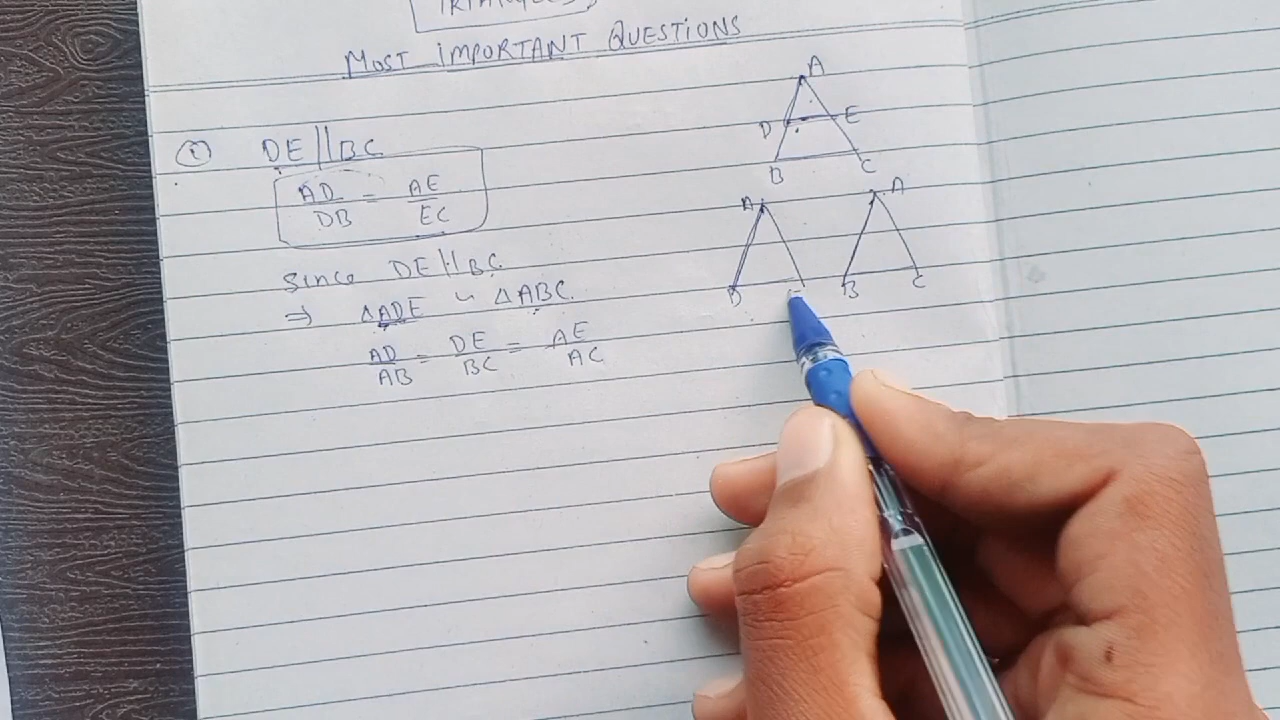 TRIANGLES
MOST IMPORTANT QUESTIONS
① DE||BC
AD/DB = AE/EC
Since DE||BC
⇒ △ADE ∽ △ABC
AD/AB = DE/BC = AE/AC
A
D E
B C
A A
D B C